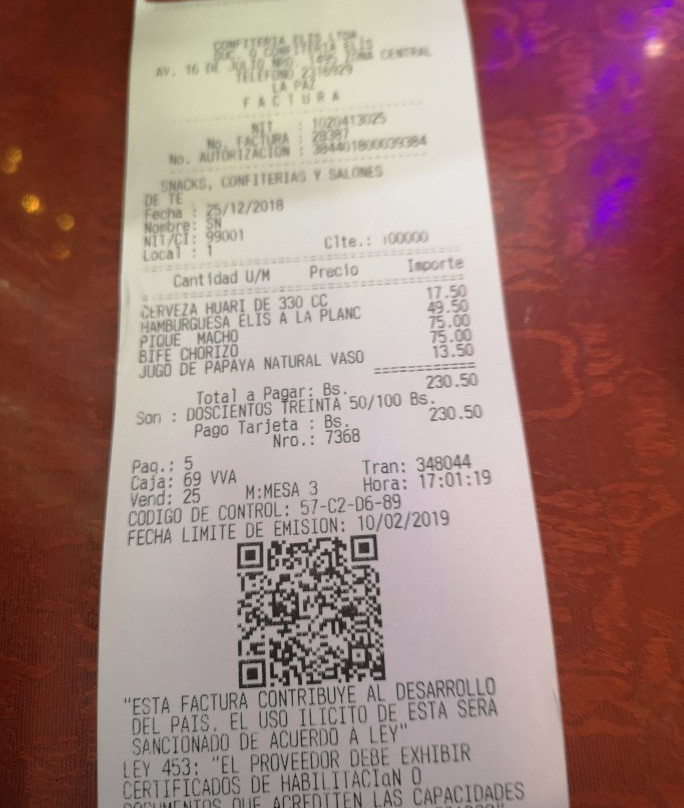 CONFITERIA ELIS LTDA.
SUC. 0 CONFITERIA ELIS
AV. 16 DE JULIO NRO. 1495 ZONA CENTRAL
TELEFONO 2316929
LA PAZ
F A C T U R A
NIT : 1020413025
No. FACTURA : 28387
No. AUTORIZACION : 384401800039384
SNACKS, CONFITERIAS Y SALONES
DE TE
Fecha : 25/12/2018
Nombre: SN
NIT/CI: 99001 Clte.: 100000
Local : 1
Cantidad U/M Precio Importe
CERVEZA HUARI DE 330 CC 17.50
HAMBURGUESA ELIS A LA PLANC 49.50
PIQUE MACHO 75.00
BIFE CHORIZO 75.00
JUGO DE PAPAYA NATURAL VASO 13.50
Total a Pagar: Bs. 230.50
Son : DOSCIENTOS TREINTA 50/100 Bs.
Pago Tarjeta : Bs. 230.50
Nro.: 7368
Pag.: 5 Tran: 348044
Caja: 69 VVA Hora: 17:01:19
Vend: 25 M:MESA 3
CODIGO DE CONTROL: 57-C2-D6-89
FECHA LIMITE DE EMISION: 10/02/2019
"ESTA FACTURA CONTRIBUYE AL DESARROLLO
DEL PAIS. EL USO ILICITO DE ESTA SERA
SANCIONADO DE ACUERDO A LEY"
LEY 453: "EL PROVEEDOR DEBE EXHIBIR
CERTIFICADOS DE HABILITACIoN O
DOCUMENTOS QUE ACREDITEN LAS CAPACIDADES